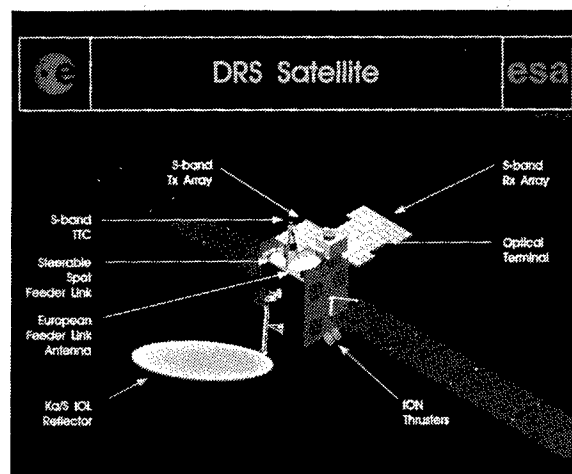 e
DRS Satellite
esa
S-band
Tx Array
S-band
Rx Array
S-band
TTC
Optical
Terminal
Steerable
Spot
Feeder Link
European
Feeder Link
Antenna
Ka/S IOL
Reflector
ION
Thrusters